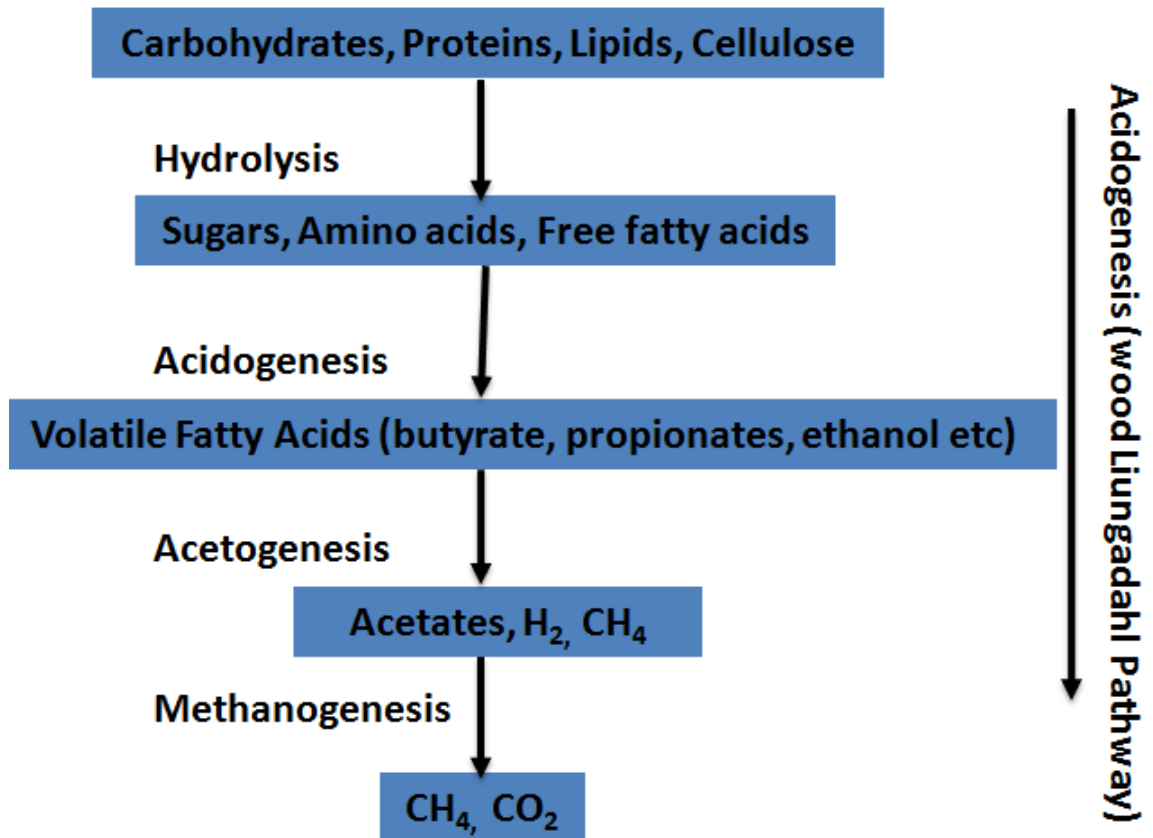 Carbohydrates, Proteins, Lipids, Cellulose
Hydrolysis
Sugars, Amino acids, Free fatty acids
Acidogenesis
Volatile Fatty Acids (butyrate, propionates, ethanol etc)
Acetogenesis
Acetates, H₂, CH₄
Methanogenesis
CH₄, CO₂
Acidogenesis (wood Liungadahl Pathway)